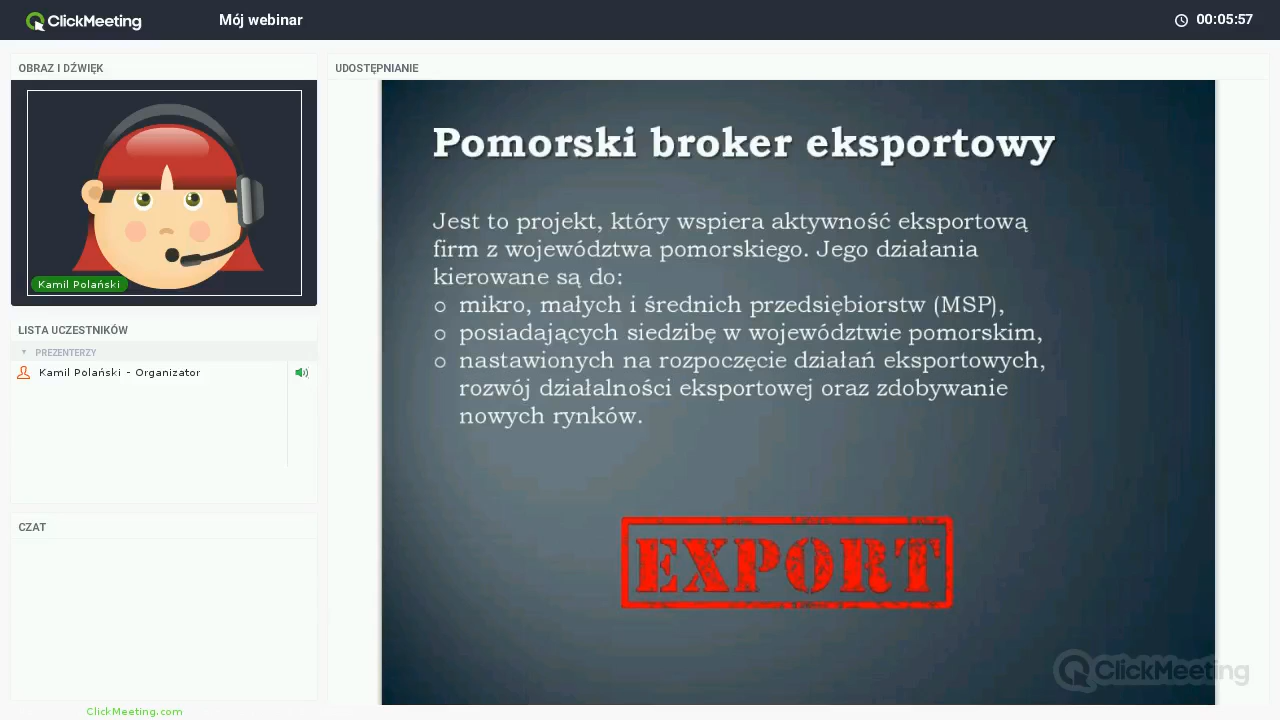 ClickMeeting
Mój webinar
00:05:57
OBRAZ I DŹWIĘK
Kamil Polański
LISTA UCZESTNIKÓW
PREZENTERZY
Kamil Polański - Organizator
CZAT
ClickMeeting.com
UDOSTĘPNIANIE
Pomorski broker eksportowy
Jest to projekt, który wspiera aktywność eksportową
firm z województwa pomorskiego. Jego działania
kierowane są do:
o mikro, małych i średnich przedsiębiorstw (MSP),
o posiadających siedzibę w województwie pomorskim,
o nastawionych na rozpoczęcie działań eksportowych,
rozwój działalności eksportowej oraz zdobywanie
nowych rynków.
EXPORT
ClickMeeting